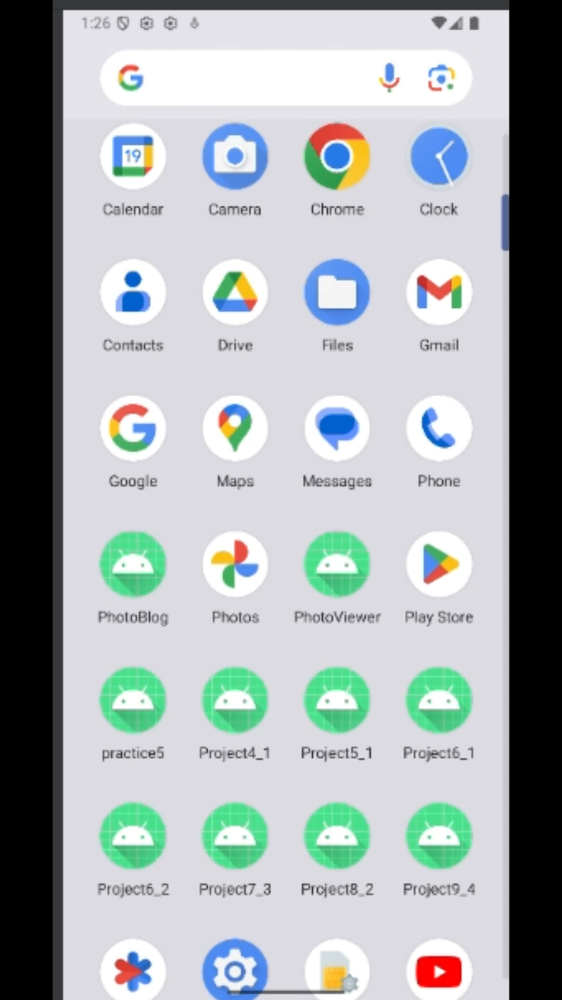 1:26
19
Calendar Camera Chrome Clock
Contacts Drive Files Gmail
Google Maps Messages Phone
PhotoBlog Photos PhotoViewer Play Store
practice5 Project4_1 Project5_1 Project6_1
Project6_2 Project7_3 Project8_2 Project9_4